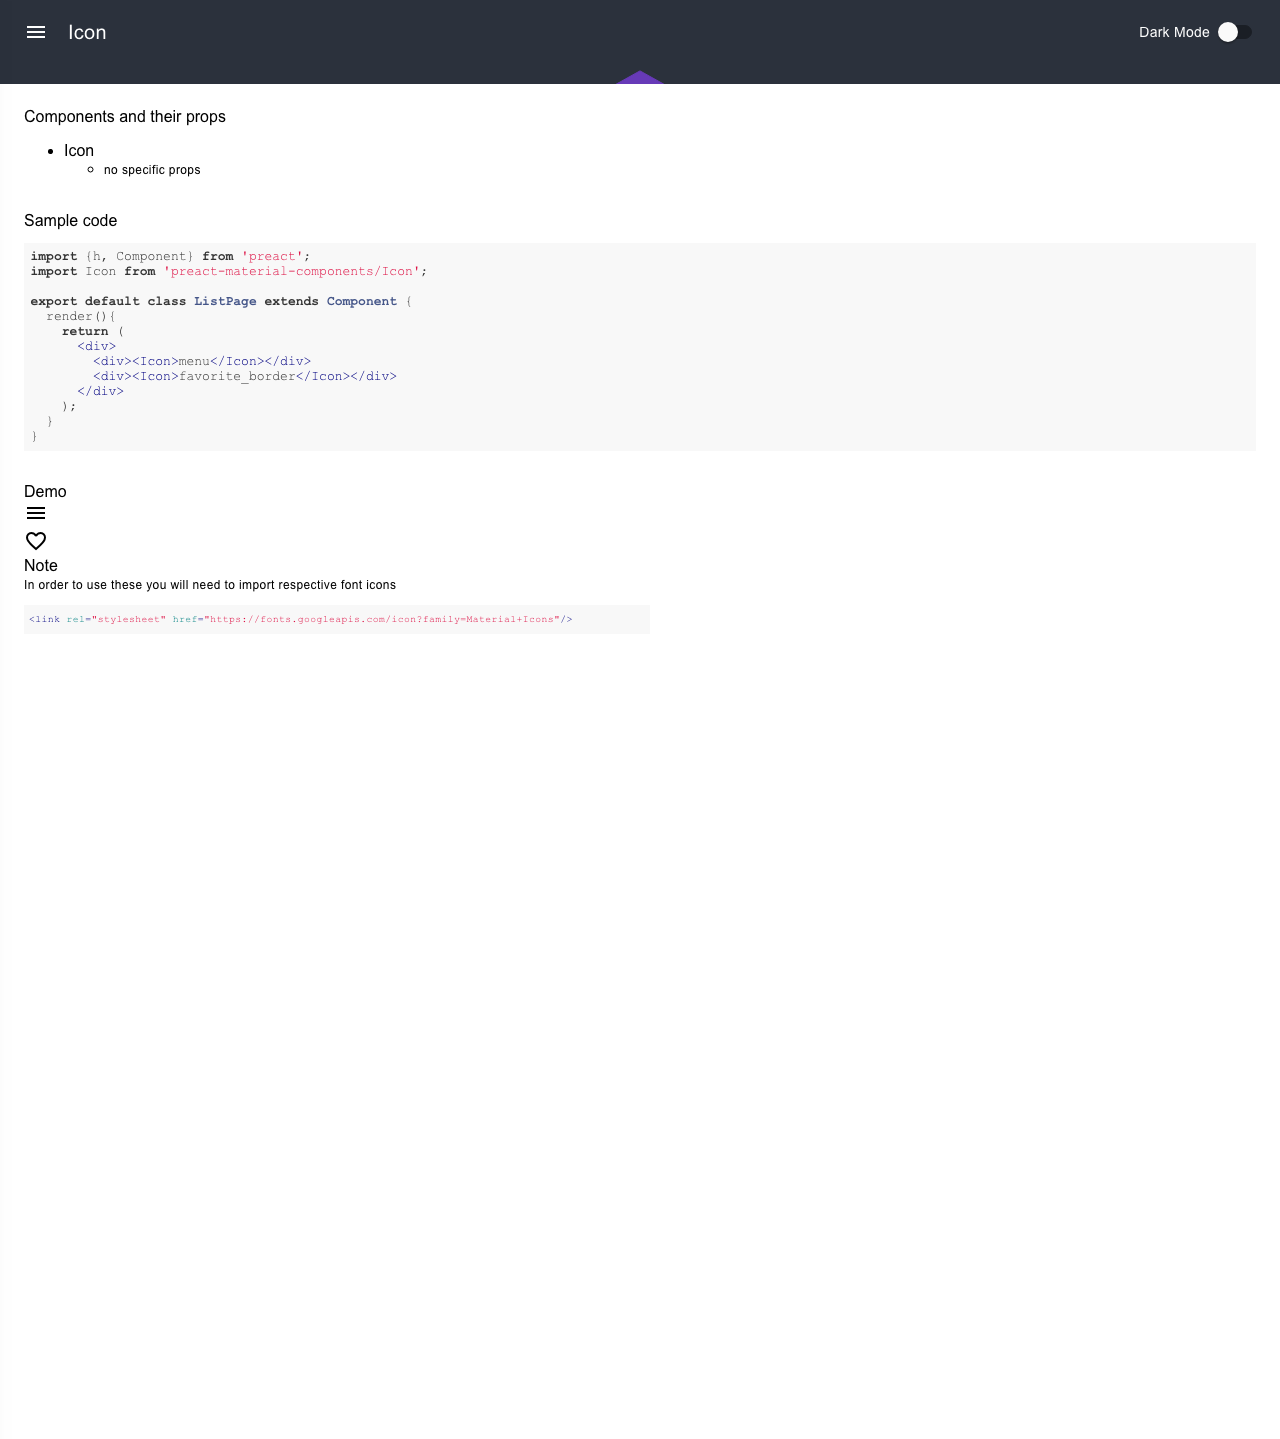 Icon
Dark Mode
Components and their props
Icon
no specific props
Sample code
import {h, Component} from 'preact';
import Icon from 'preact-material-components/Icon';
export default class ListPage extends Component {
  render(){
    return (
      <div>
        <div><Icon>menu</Icon></div>
        <div><Icon>favorite_border</Icon></div>
      </div>
    );
  }
}
Demo
Note
In order to use these you will need to import respective font icons
<link rel="stylesheet" href="https://fonts.googleapis.com/icon?family=Material+Icons"/>